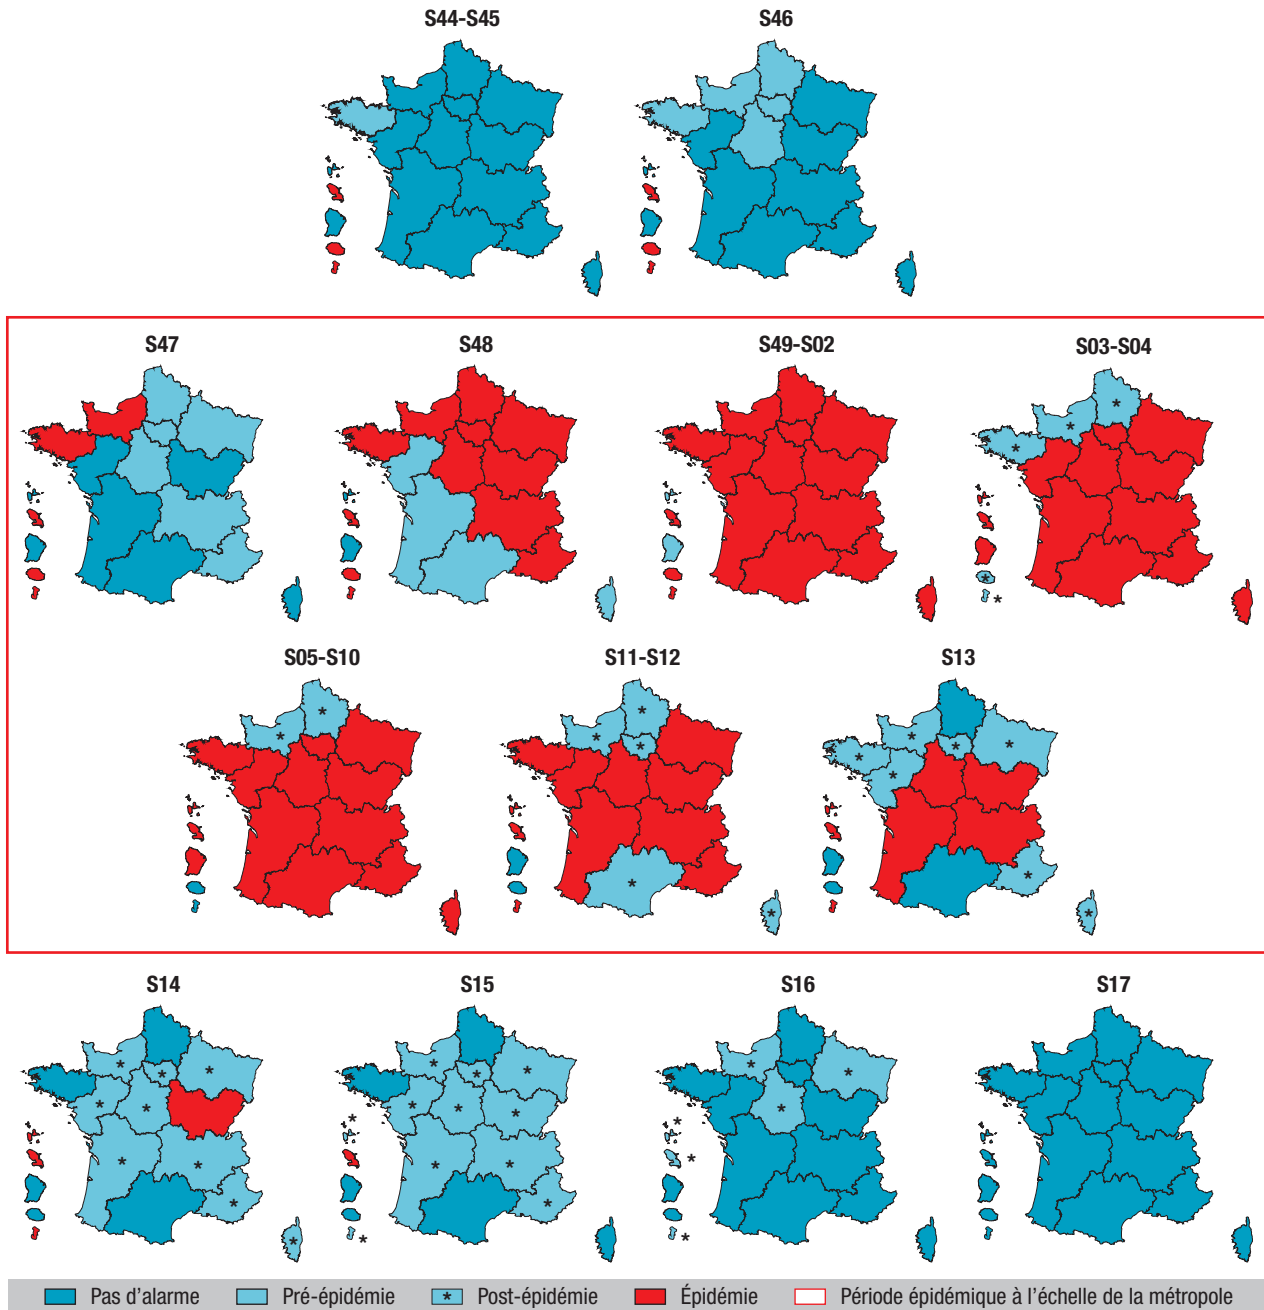 S44-S45 S46
S47 S48 S49-S02 S03-S04
S05-S10 S11-S12 S13
S14 S15 S16 S17
Pas d'alarme Pré-épidémie * Post-épidémie Épidémie Période épidémique à l'échelle de la métropole